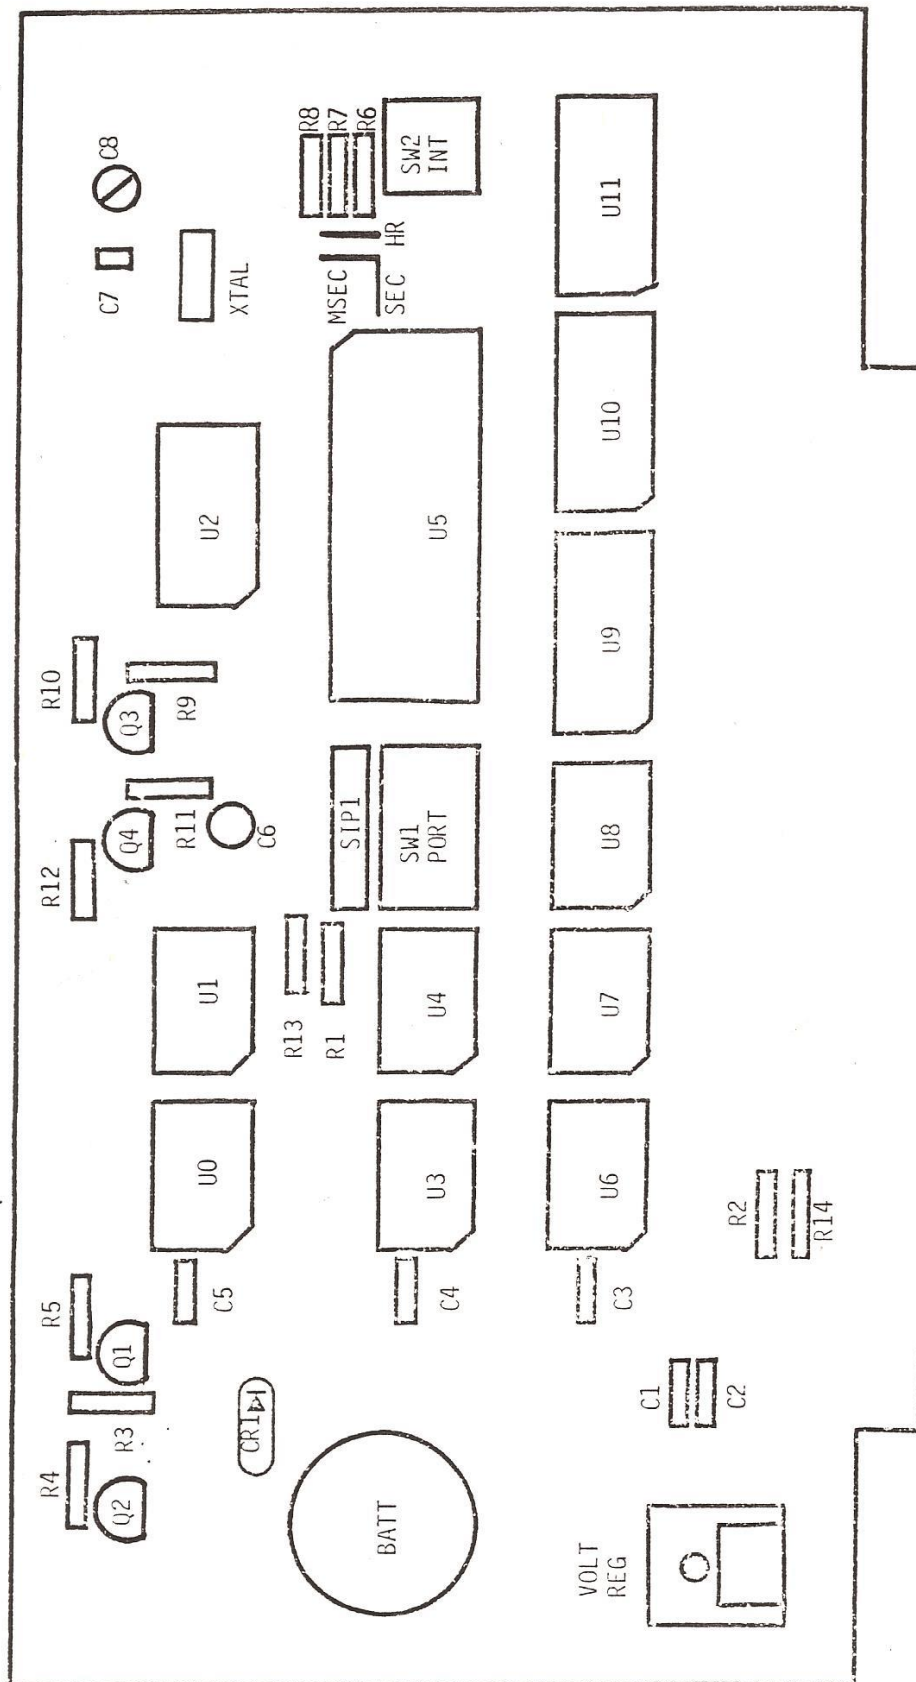 R4
R3
R5
R12
R10
C7
C8
Q2
Q1
Q4
Q3
R11
R9
XTAL
CR1
C5
U0
U1
C6
U2
R13
R1
BATT
C4
U3
U4
SIP1
SW1
PORT
U5
MSEC
SEC
HR
R8
R7
R6
SW2
INT
VOLT
REG
C3
U6
U7
U8
U9
U10
U11
C1
C2
R2
R14